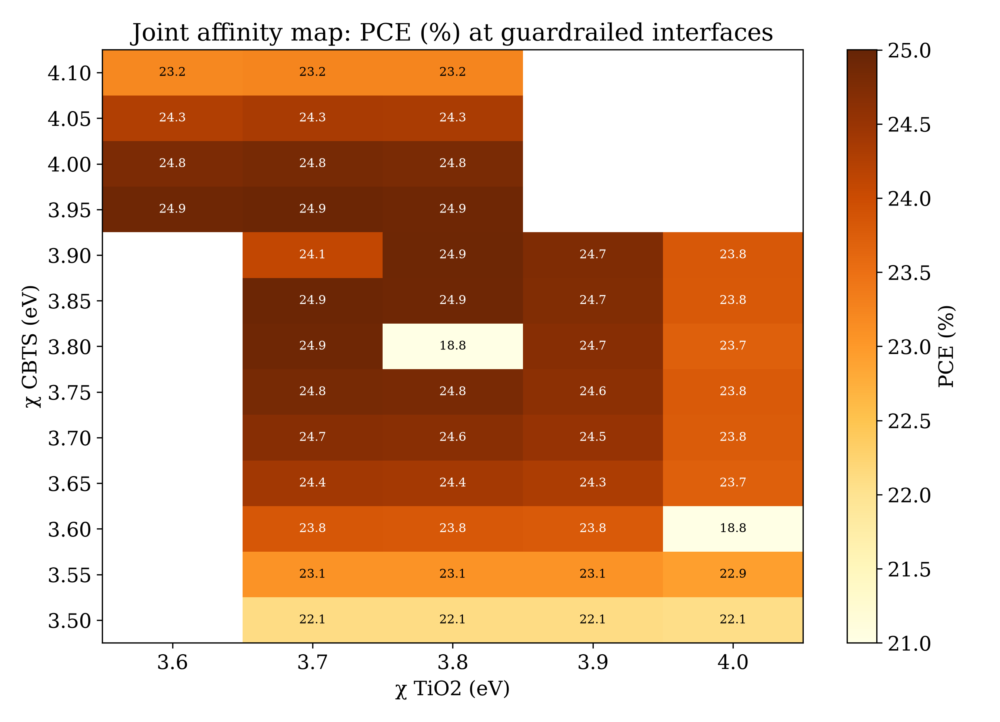 Joint affinity map: PCE (%) at guardrailed interfaces
χ CBTS (eV)
4.10 23.2 23.2 23.2
4.05 24.3 24.3 24.3
4.00 24.8 24.8 24.8
3.95 24.9 24.9 24.9
3.90 24.1 24.9 24.7 23.8
3.85 24.9 24.9 24.7 23.8
3.80 24.9 18.8 24.7 23.7
3.75 24.8 24.8 24.6 23.8
3.70 24.7 24.6 24.5 23.8
3.65 24.4 24.4 24.3 23.7
3.60 23.8 23.8 23.8 18.8
3.55 23.1 23.1 23.1 22.9
3.50 22.1 22.1 22.1 22.1
3.6 3.7 3.8 3.9 4.0
χ TiO2 (eV)
25.0
24.5
24.0
23.5
23.0
22.5
22.0
21.5
21.0
PCE (%)